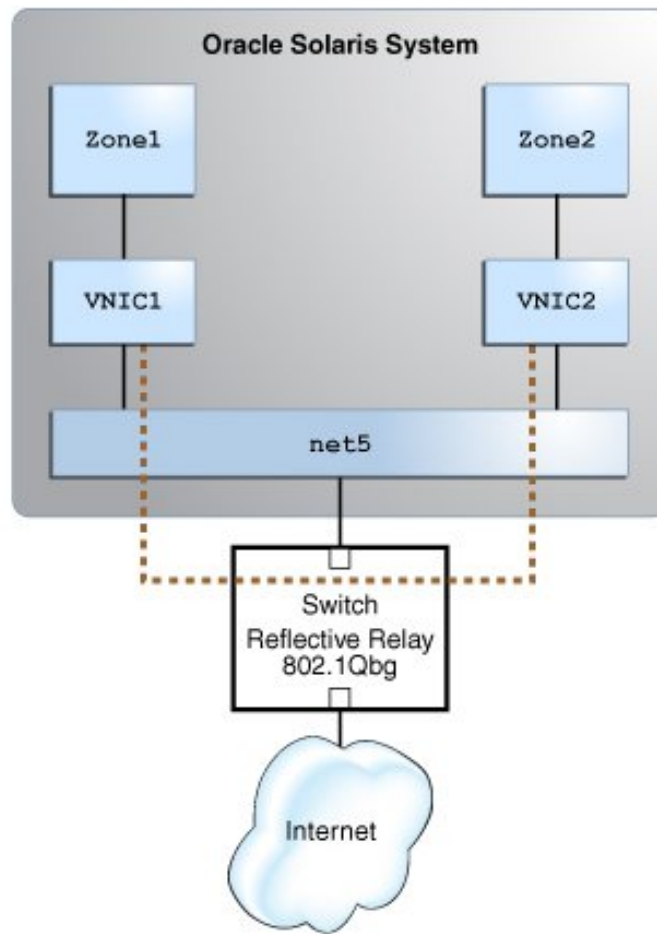 Oracle Solaris System
Zone1
Zone2
VNIC1
VNIC2
net5
Switch
Reflective Relay
802.1Qbg
Internet